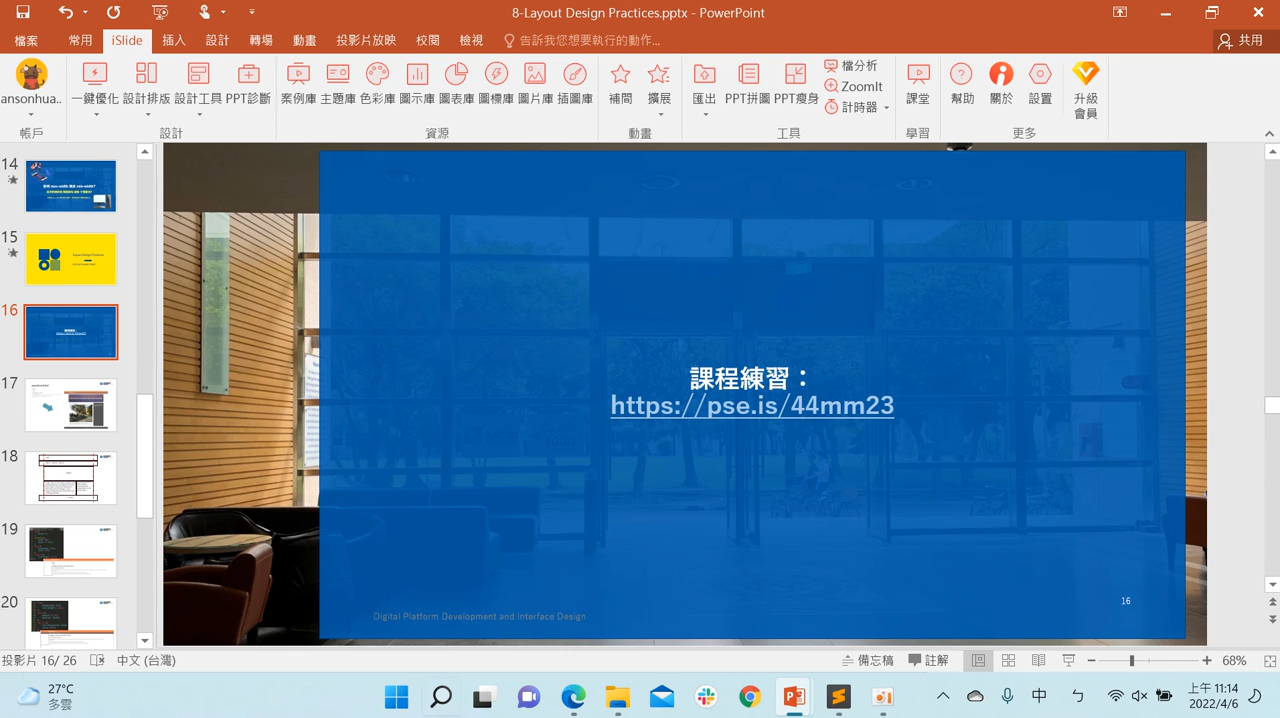 8-Layout Design Practices.pptx - PowerPoint
檔案 常用 iSlide 插入 設計 轉場 動畫 投影片放映 校閱 檢視 告訴我您想要執行的動作... 共用
ansonhua.. 一鍵優化 設計排版 設計工具 PPT診斷 案例庫 主題庫 色彩庫 圖示庫 圖表庫 圖標庫 圖片庫 插圖庫 補間 擴展 匯出 PPT拼圖 PPT瘦身 檔分析 ZoomIt 計時器 課堂 幫助 關於 設置 升級會員
帳戶 設計 資源 動畫 工具 學習 更多
14
15
16
17
18
19
20
課程練習：
https://pse.is/44mm23
Digital Platform Development and Interface Design
16
投影片 16/ 26 中文 (台灣) 備忘稿 註解 68%
27°C
多雲
中
上午 11:14
2022/4/6